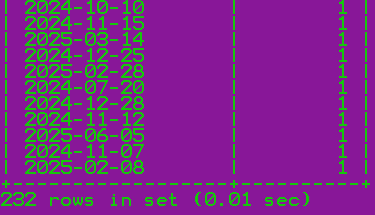 | 2024-10-10 | 1 |
| 2024-11-15 | 1 |
| 2025-03-14 | 1 |
| 2024-12-25 | 1 |
| 2025-02-28 | 1 |
| 2024-07-20 | 1 |
| 2024-12-28 | 1 |
| 2024-11-12 | 1 |
| 2025-06-05 | 1 |
| 2024-11-07 | 1 |
| 2025-02-08 | 1 |
+------------------+----------+
232 rows in set (0.01 sec)